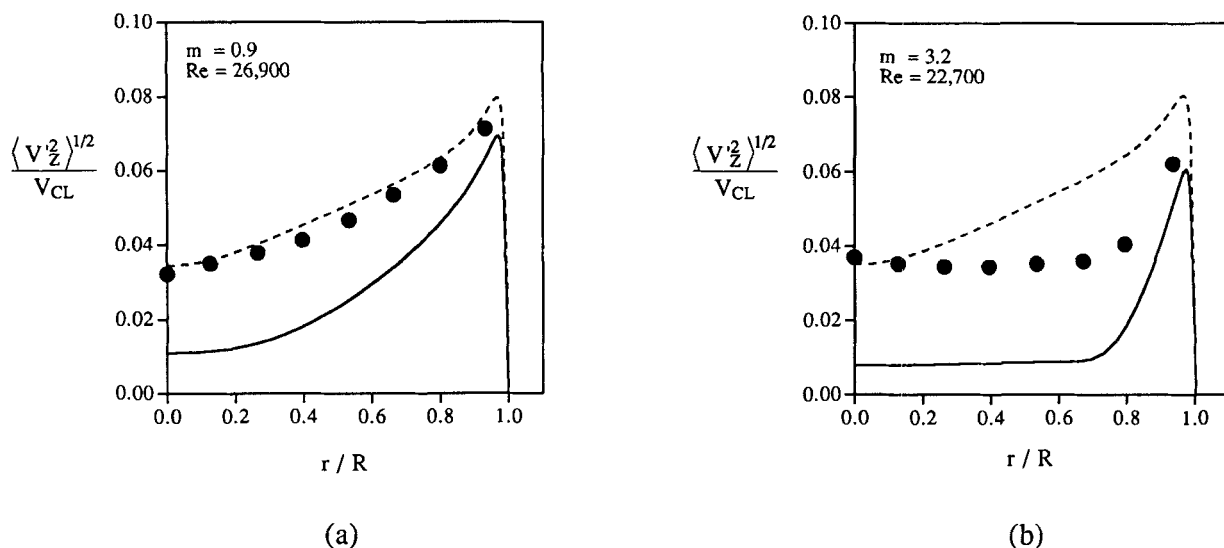 0.10
m = 0.9
Re = 26,900
0.08
⟨V'²_Z⟩^1/2
V_CL
0.06
0.04
0.02
0.00
0.0 0.2 0.4 0.6 0.8 1.0
r / R
(a)
0.10
m = 3.2
Re = 22,700
0.08
⟨V'²_Z⟩^1/2
V_CL
0.06
0.04
0.02
0.00
0.0 0.2 0.4 0.6 0.8 1.0
r / R
(b)